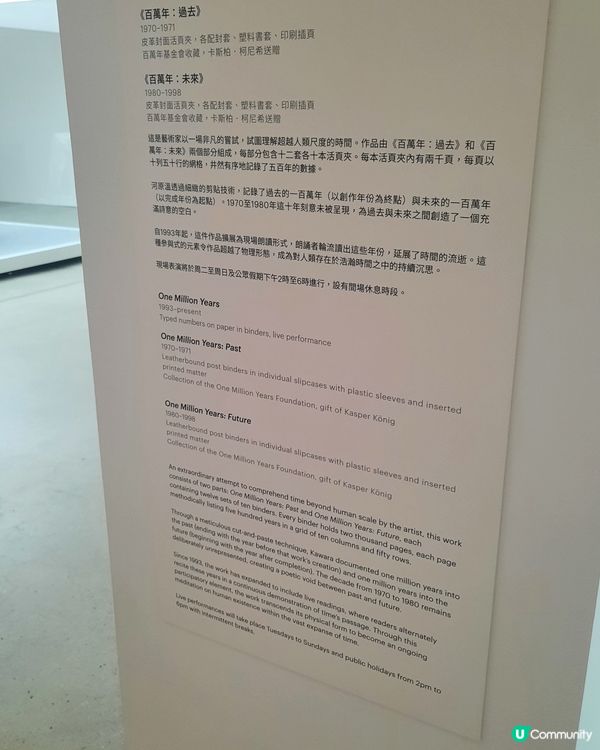 《百萬年：過去》
1970-1971
皮革封面活頁夾，各配封套、塑料書套、印刷插頁
百萬年基金會收藏，卡斯柏．柯尼希送贈
《百萬年：未來》
1980-1998
皮革封面活頁夾，各配封套、塑料書套、印刷插頁
百萬年基金會收藏，卡斯柏．柯尼希送贈
這是藝術家以一場非凡的嘗試，試圖理解超越人類尺度的時間。作品由《百萬年：過去》和《百
萬年：未來》兩個部分組成，每部分包含十二套各十本活頁夾。每本活頁夾內有兩千頁，每頁以
十列五十行的網格，井然有序地記錄了五百年的數據。
河原溫透過細緻的剪貼技術，記錄了過去的一百萬年（以創作年份為終點）與未來的一百萬年
（以完成年份為起點）。1970至1980年這十年刻意未被呈現，為過去與未來之間創造了一個充
滿詩意的空白。
自1993年起，這件作品擴展為現場朗讀形式，朗誦者輪流讀出這些年份，延展了時間的流逝。這
種參與式的元素令作品超越了物理形態，成為對人類存在於浩瀚時間之中的持續沉思。
現場表演將於周二至周日及公眾假期下午2時至6時進行，設有間場休息時段。
One Million Years
1993–present
Typed numbers on paper in binders, live performance
One Million Years: Past
1970-1971
Leatherbound post binders in individual slipcases with plastic sleeves and inserted
printed matter
Collection of the One Million Years Foundation, gift of Kasper König
One Million Years: Future
1980-1998
Leatherbound post binders in individual slipcases with plastic sleeves and inserted
printed matter
Collection of the One Million Years Foundation, gift of Kasper König
An extraordinary attempt to comprehend time beyond human scale by the artist, this work
consists of two parts: One Million Years: Past and One Million Years: Future, each
containing twelve sets of ten binders. Every binder holds two thousand pages, each page
methodically listing five hundred years in a grid of ten columns and fifty rows.
Through a meticulous cut-and-paste technique, Kawara documented one million years into
the past (ending with the year before that work's creation) and one million years into the
future (beginning with the year after completion). The decade from 1970 to 1980 remains
deliberately unrepresented, creating a poetic void between past and future.
Since 1993, the work has expanded to include live readings, where readers alternately
recite these years in a continuous demonstration of time's passage. Through this
participatory element, the work transcends its physical form to become an ongoing
meditation on human existence within the vast expanse of time.
Live performances will take place Tuesdays to Sundays and public holidays from 2pm to
6pm with intermittent breaks.
U Community